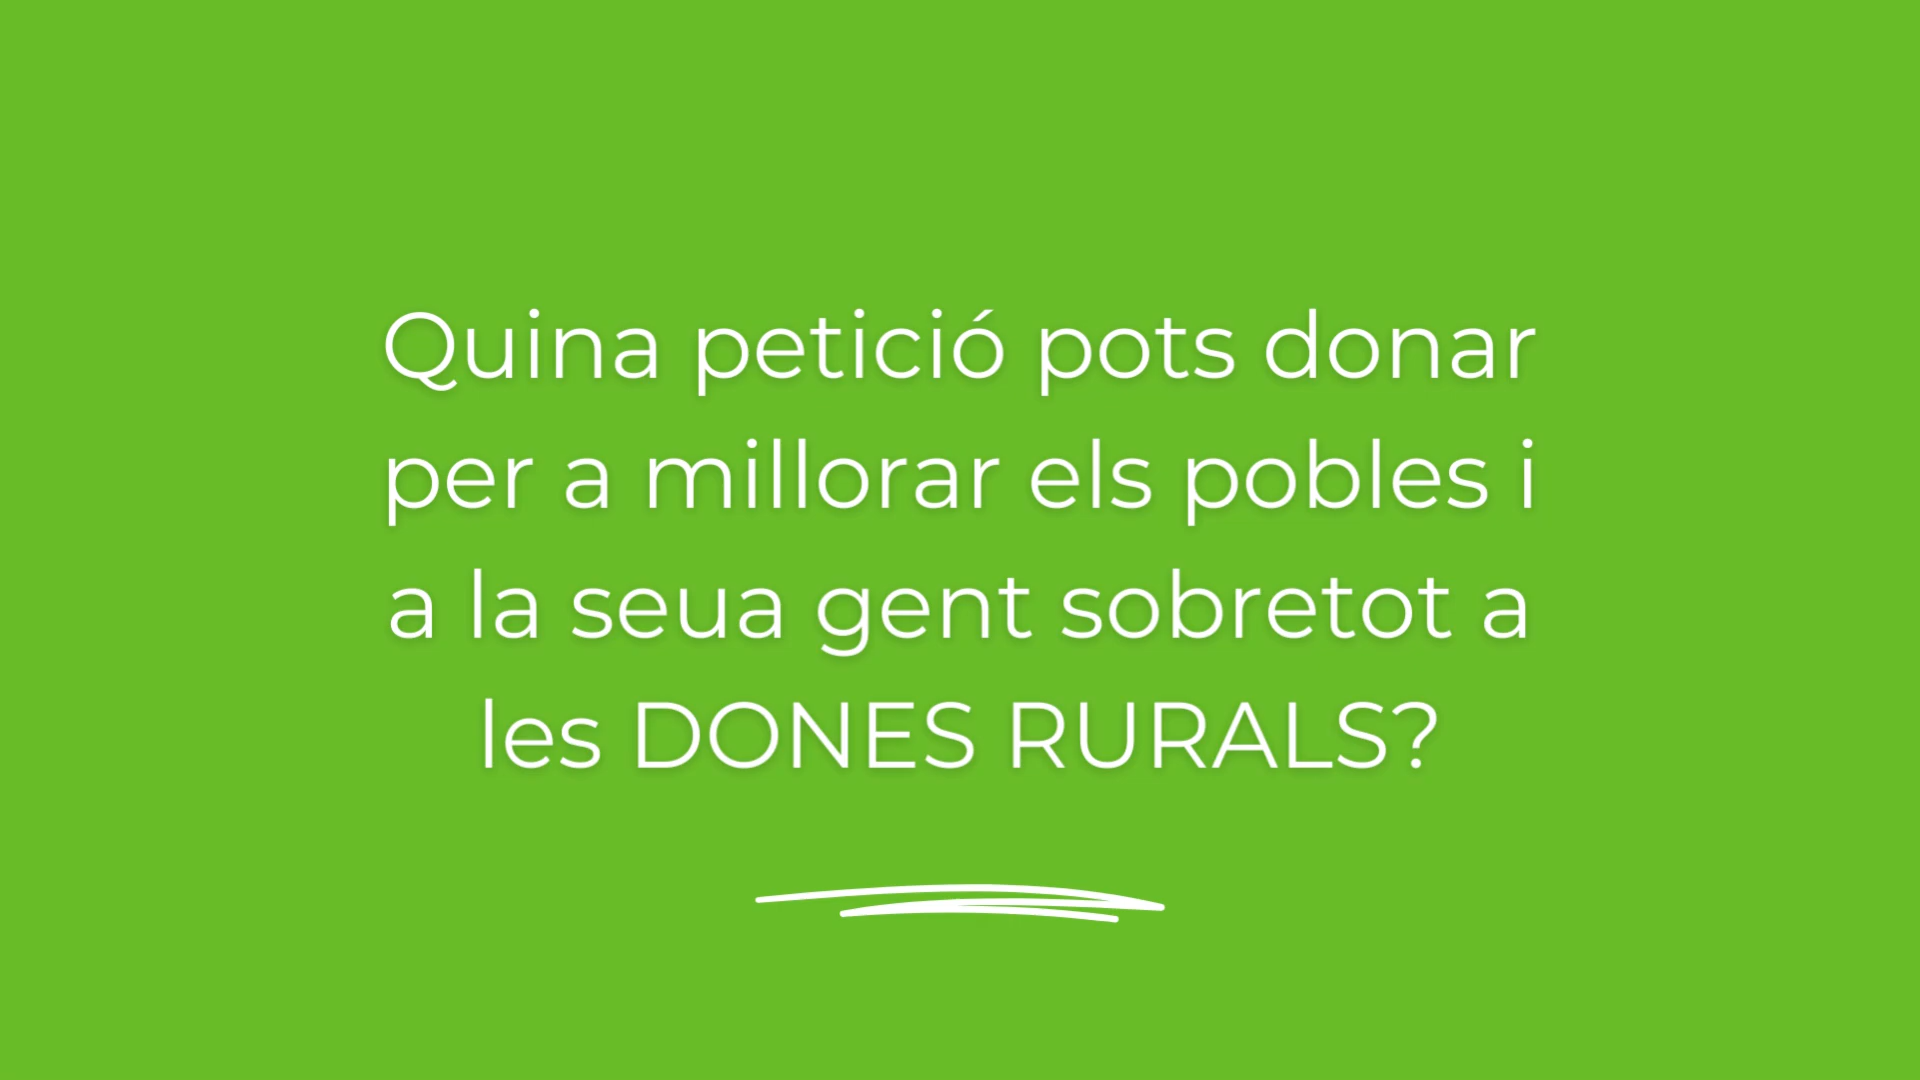 Quina petició pots donar
per a millorar els pobles i
a la seua gent sobretot a
les DONES RURALS?